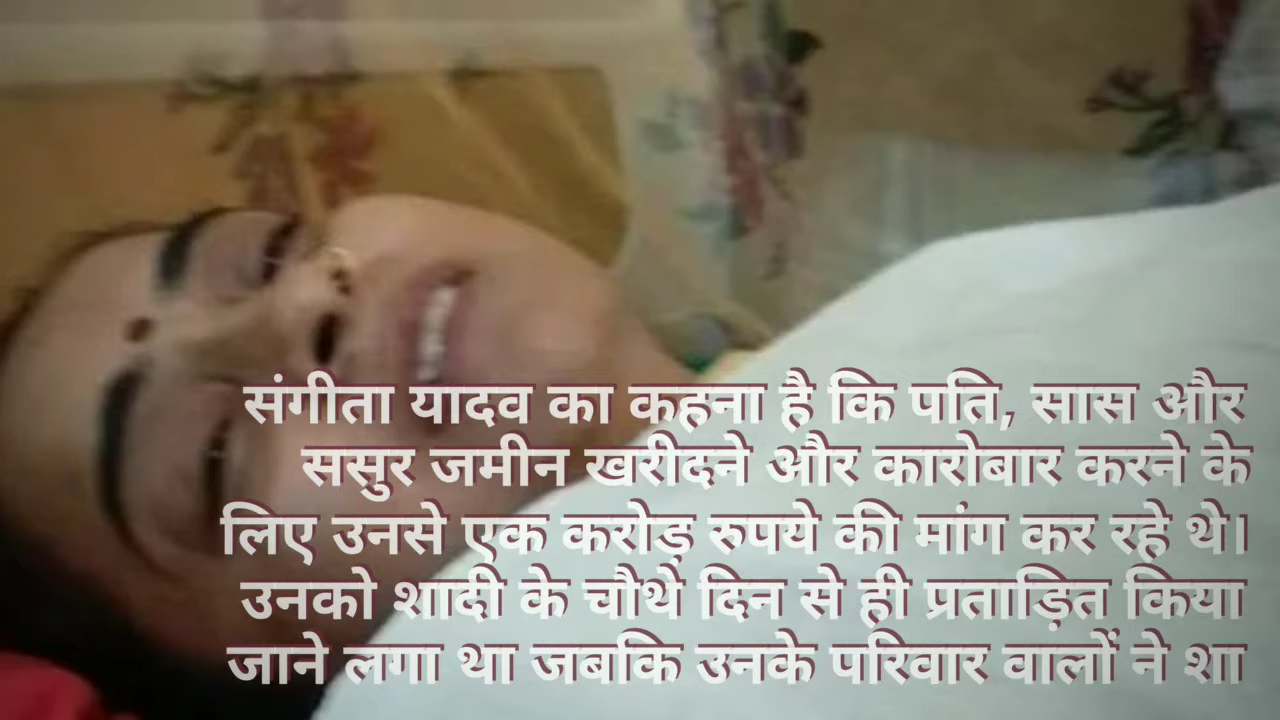 संगीता यादव का कहना है कि पति, सास और
ससुर जमीन खरीदने और कारोबार करने के
लिए उनसे एक करोड़ रुपये की मांग कर रहे थे।
उनको शादी के चौथे दिन से ही प्रताड़ित किया
जाने लगा था जबकि उनके परिवार वालों ने शा